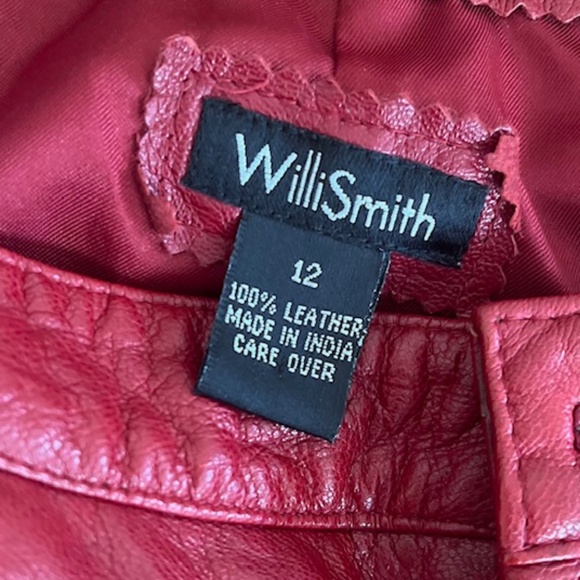 WilliSmith
12
100% LEATHER
MADE IN INDIA
CARE OVER